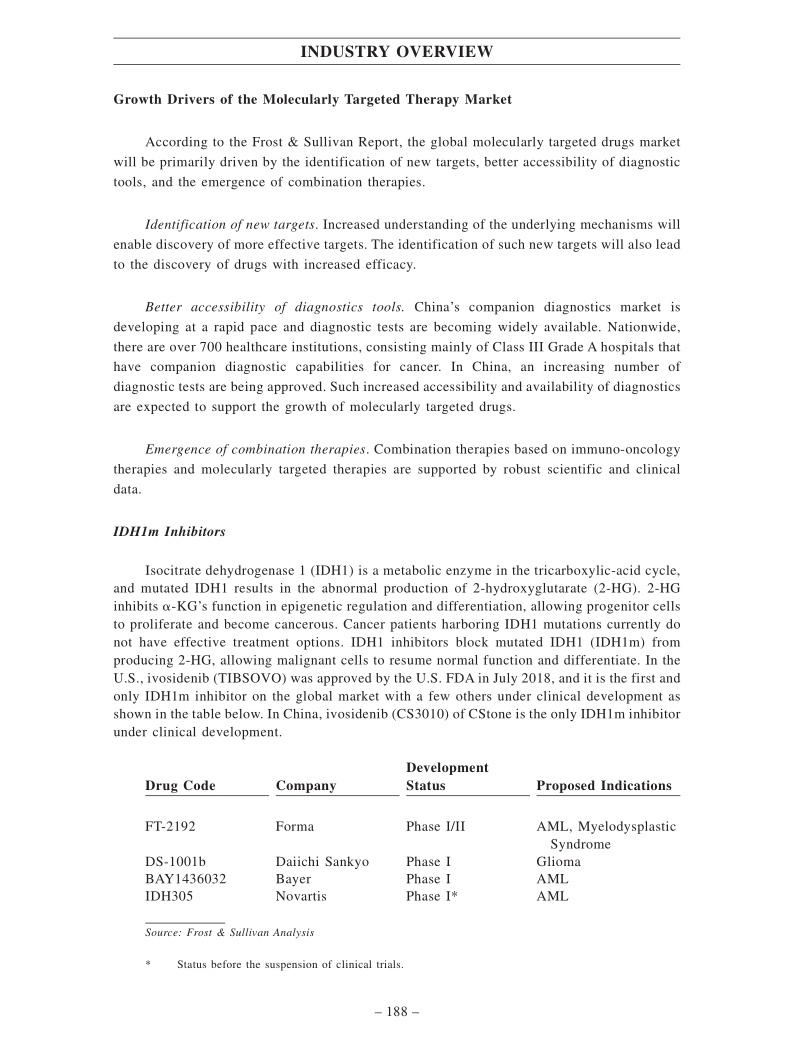 INDUSTRY OVERVIEW
Growth Drivers of the Molecularly Targeted Therapy Market
According to the Frost & Sullivan Report, the global molecularly targeted drugs market
will be primarily driven by the identification of new targets, better accessibility of diagnostic
tools, and the emergence of combination therapies.
Identification of new targets. Increased understanding of the underlying mechanisms will
enable discovery of more effective targets. The identification of such new targets will also lead
to the discovery of drugs with increased efficacy.
Better accessibility of diagnostics tools. China’s companion diagnostics market is
developing at a rapid pace and diagnostic tests are becoming widely available. Nationwide,
there are over 700 healthcare institutions, consisting mainly of Class III Grade A hospitals that
have companion diagnostic capabilities for cancer. In China, an increasing number of
diagnostic tests are being approved. Such increased accessibility and availability of diagnostics
are expected to support the growth of molecularly targeted drugs.
Emergence of combination therapies. Combination therapies based on immuno-oncology
therapies and molecularly targeted therapies are supported by robust scientific and clinical
data.
IDH1m Inhibitors
Isocitrate dehydrogenase 1 (IDH1) is a metabolic enzyme in the tricarboxylic-acid cycle,
and mutated IDH1 results in the abnormal production of 2-hydroxyglutarate (2-HG). 2-HG
inhibits α-KG’s function in epigenetic regulation and differentiation, allowing progenitor cells
to proliferate and become cancerous. Cancer patients harboring IDH1 mutations currently do
not have effective treatment options. IDH1 inhibitors block mutated IDH1 (IDH1m) from
producing 2-HG, allowing malignant cells to resume normal function and differentiate. In the
U.S., ivosidenib (TIBSOVO) was approved by the U.S. FDA in July 2018, and it is the first and
only IDH1m inhibitor on the global market with a few others under clinical development as
shown in the table below. In China, ivosidenib (CS3010) of CStone is the only IDH1m inhibitor
under clinical development.
Development
Drug Code Company Status Proposed Indications
FT-2192 Forma Phase I/II AML, Myelodysplastic
Syndrome
DS-1001b Daiichi Sankyo Phase I Glioma
BAY1436032 Bayer Phase I AML
IDH305 Novartis Phase I* AML
Source: Frost & Sullivan Analysis
* Status before the suspension of clinical trials.
– 188 –